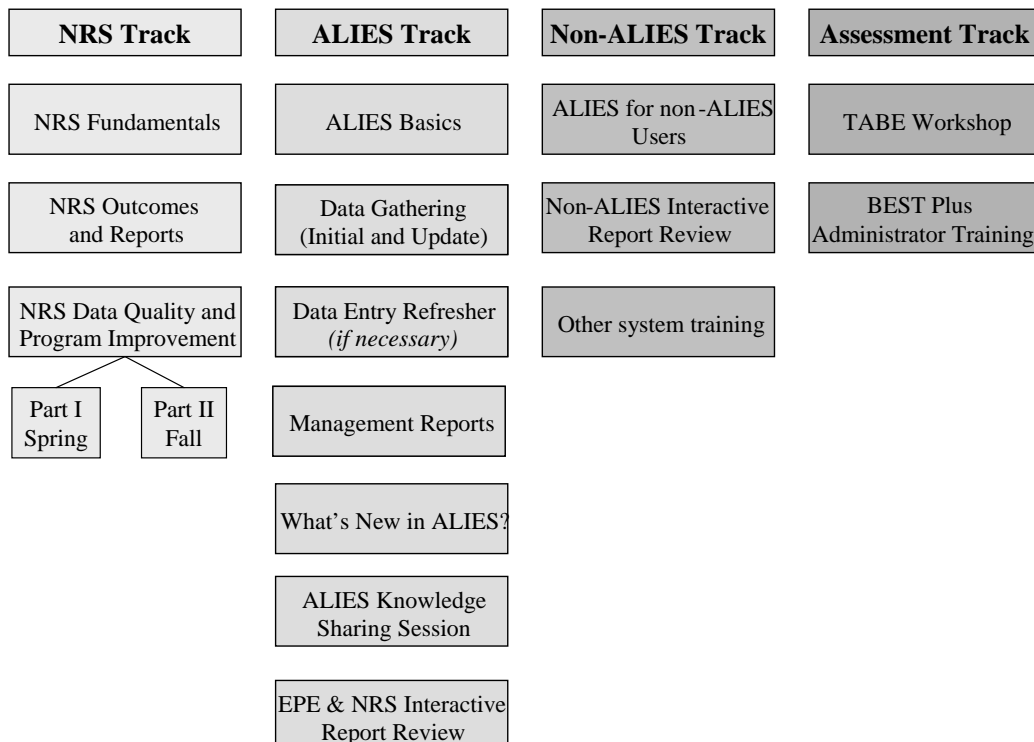 NRS Track
NRS Fundamentals
NRS Outcomes
and Reports
NRS Data Quality and
Program Improvement
Part I
Spring
Part II
Fall
ALIES Track
ALIES Basics
Data Gathering
(Initial and Update)
Data Entry Refresher
(if necessary)
Management Reports
What's New in ALIES?
ALIES Knowledge
Sharing Session
EPE & NRS Interactive
Report Review
Non-ALIES Track
ALIES for non-ALIES
Users
Non-ALIES Interactive
Report Review
Other system training
Assessment Track
TABE Workshop
BEST Plus
Administrator Training